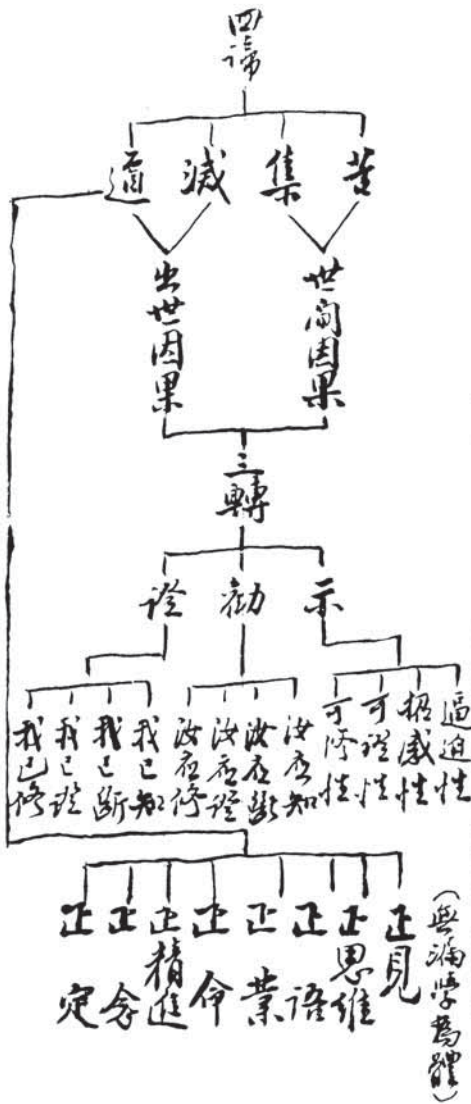 四諦
苦
集
滅
道
世間因果
出世因果
三轉
示
勸
證
逼迫性
招感性
可證性
可修性
汝應知
汝應斷
汝應證
汝應修
我已知
我已斷
我已證
我已修
正見
正思維
正語
正業
正命
正精進
正念
正定
（無漏學為體）